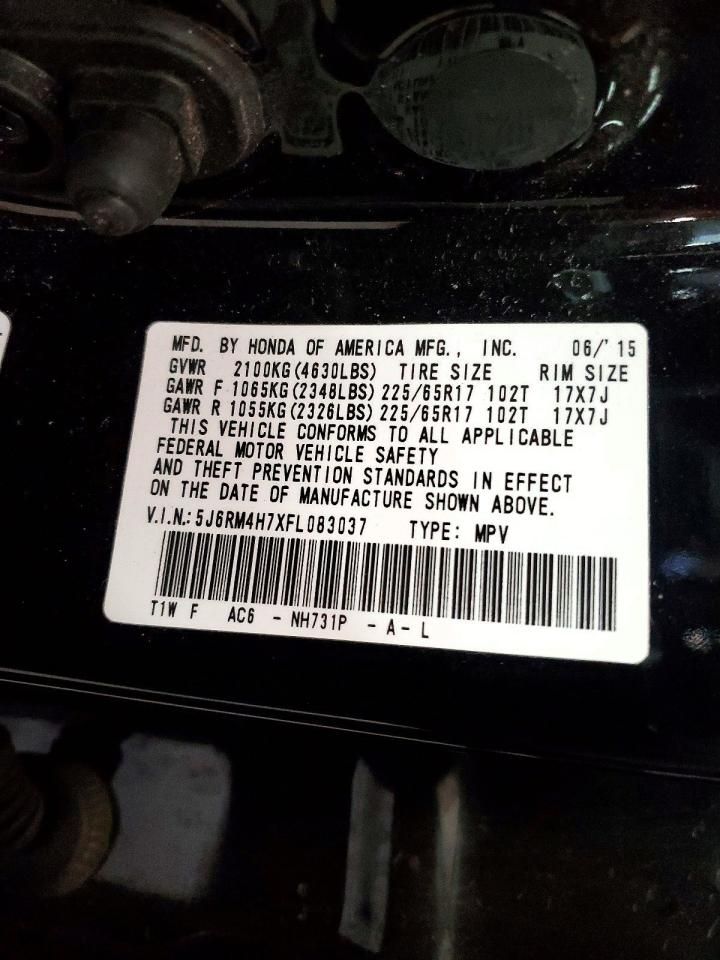 MFD. BY HONDA OF AMERICA MFG., INC. 06/'15
GVWR 2100KG(4630LBS) TIRE SIZE RIM SIZE
GAWR F 1065KG(2348LBS) 225/65R17 102T 17X7J
GAWR R 1055KG(2326LBS) 225/65R17 102T 17X7J
THIS VEHICLE CONFORMS TO ALL APPLICABLE
FEDERAL MOTOR VEHICLE SAFETY
AND THEFT PREVENTION STANDARDS IN EFFECT
ON THE DATE OF MANUFACTURE SHOWN ABOVE.
V.I.N.: 5J6RM4H7XFL083037 TYPE: MPV
T1W F AC6 - NH731P - A - L